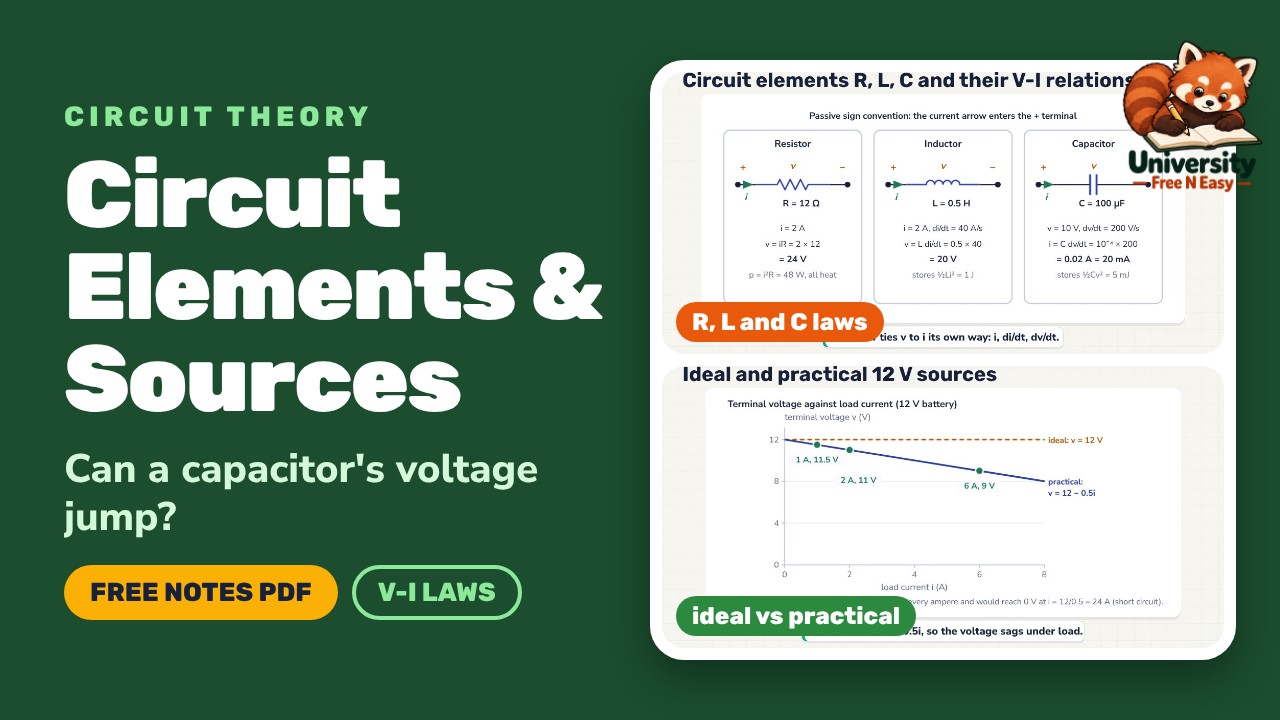 CIRCUIT THEORY
Circuit
Elements &
Sources
Can a capacitor's voltage
jump?
FREE NOTES PDF
V-I LAWS
Circuit elements R, L, C and their V-I relations
University
Free N Easy
Passive sign convention: the current arrow enters the + terminal
Resistor
+ v −
i
R = 12 Ω
i = 2 A
v = iR = 2 × 12
= 24 V
p = i²R = 48 W, all heat
Inductor
+ v −
i
L = 0.5 H
i = 2 A, di/dt = 40 A/s
v = L di/dt = 0.5 × 40
= 20 V
stores ½Li² = 1 J
Capacitor
+ v
i
C = 100 µF
v = 10 V, dv/dt = 200 V/s
i = C dv/dt = 10⁻⁴ × 200
= 0.02 A = 20 mA
stores ½Cv² = 5 mJ
R, L and C laws
ties v to i its own way: i, di/dt, dv/dt.
Ideal and practical 12 V sources
Terminal voltage against load current (12 V battery)
terminal voltage v (V)
12
8
4
0
ideal: v = 12 V
1 A, 11.5 V
2 A, 11 V
6 A, 9 V
practical:
v = 12 − 0.5i
0 2 4 6 8
load current i (A)
every ampere and would reach 0 V at i = 12/0.5 = 24 A (short circuit).
ideal vs practical
0.5i, so the voltage sags under load.